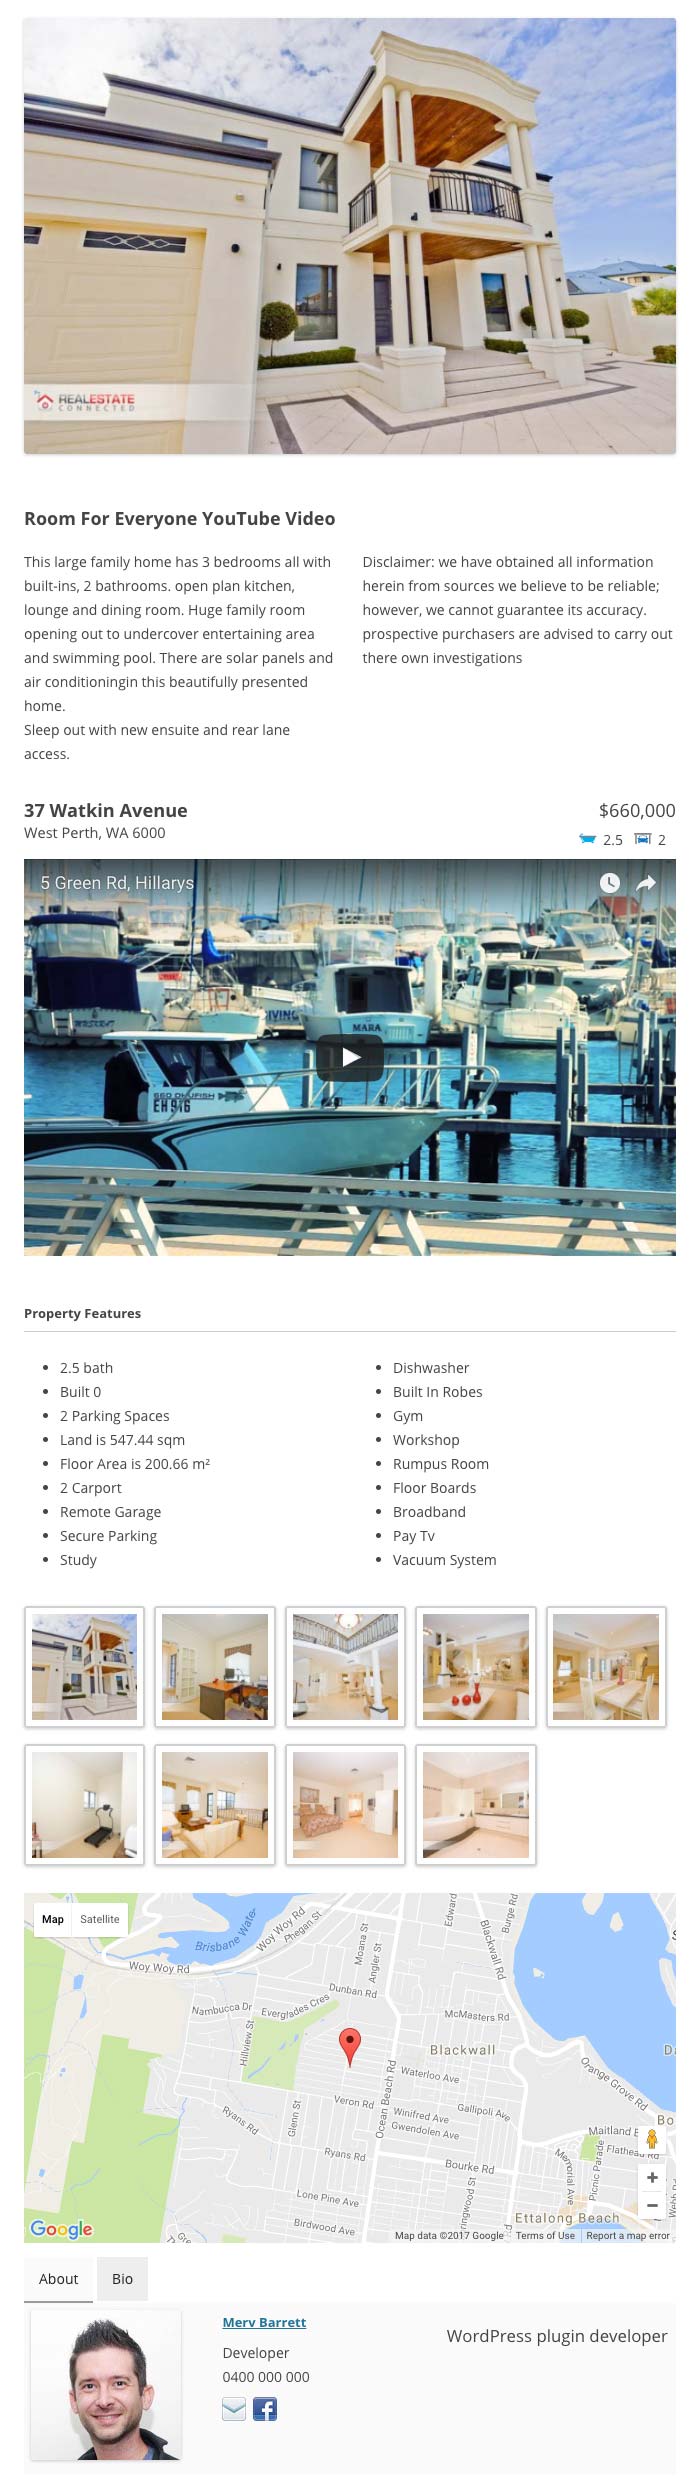 REALESTATE
CONNECTED
Room For Everyone YouTube Video
This large family home has 3 bedrooms all with
built-ins, 2 bathrooms. open plan kitchen,
lounge and dining room. Huge family room
opening out to undercover entertaining area
and swimming pool. There are solar panels and
air conditioningin this beautifully presented
home.
Sleep out with new ensuite and rear lane
access.
Disclaimer: we have obtained all information
herein from sources we believe to be reliable;
however, we cannot guarantee its accuracy.
prospective purchasers are advised to carry out
there own investigations
37 Watkin Avenue
$660,000
West Perth, WA 6000
2.5 2
5 Green Rd, Hillarys
MARA
EH 916
Property Features
2.5 bath
Built 0
2 Parking Spaces
Land is 547.44 sqm
Floor Area is 200.66 m²
2 Carport
Remote Garage
Secure Parking
Study
Dishwasher
Built In Robes
Gym
Workshop
Rumpus Room
Floor Boards
Broadband
Pay Tv
Vacuum System
Map Satellite
Brisbane Water
Woy Woy Rd
Phegan St
Moana St
Angler St
Edward
Blackwall Rd
Burge Rd
Woy Woy Rd
Nambucca Dr
Everglades Cres
Dunban Rd
McMasters Rd
Hillview St
Blackwall
Orange Grove Rd
Waterloo Ave
Ocean Beach Rd
Glenn St
Veron Rd
Winifred Ave
Gallipoli Ave
Gwendolen Ave
Ryans Rd
Maitland B
Flathead Rd
Ryans Rd
Bourke Rd
Memorial Ave
Picnic Parade
Lone Pine Ave
Birdwood Ave
Ettalong Beach
Google
Map data ©2017 Google Terms of Use Report a map error
About Bio
Merv Barrett
WordPress plugin developer
Developer
0400 000 000